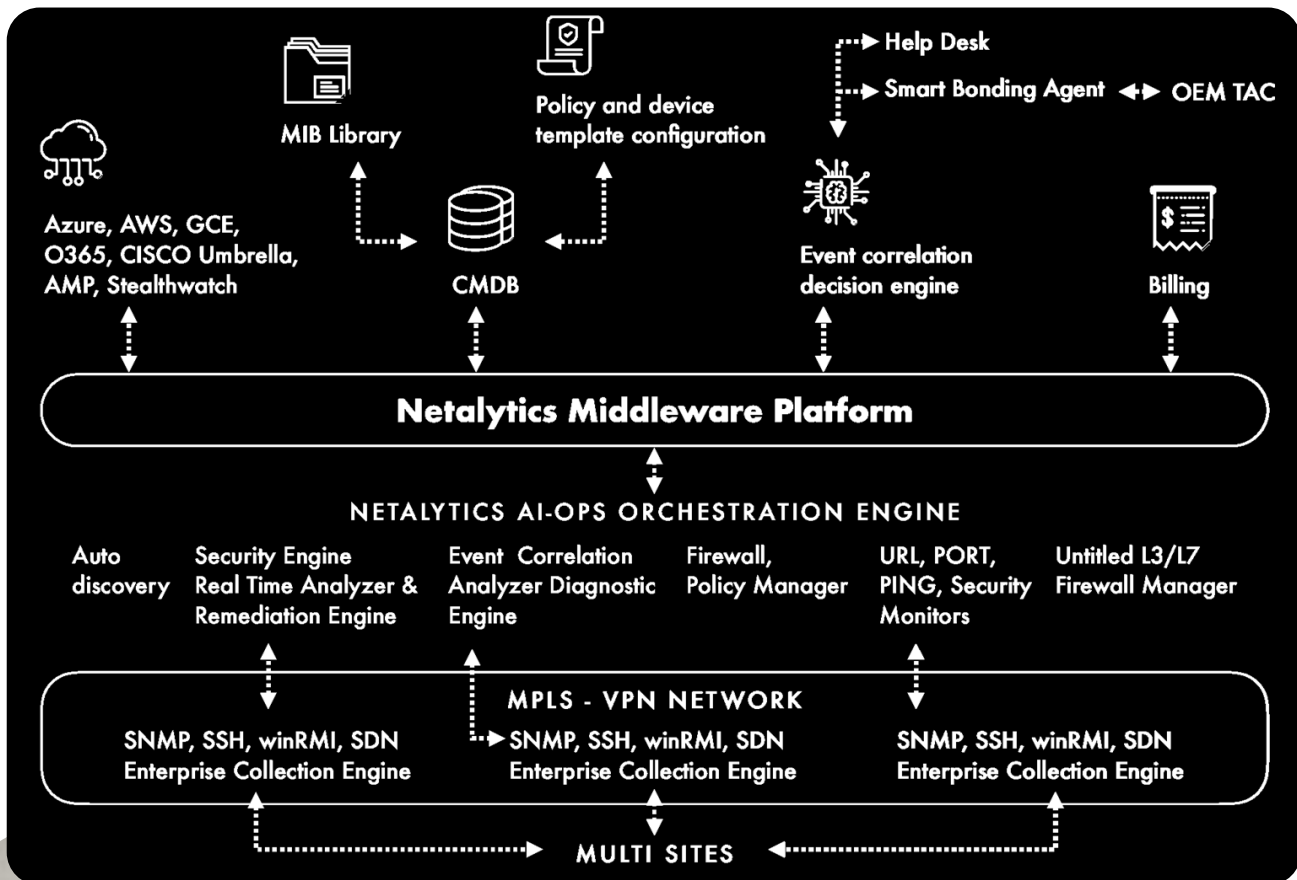 Help Desk
Smart Bonding Agent
OEM TAC
Policy and device
template configuration
MIB Library
Azure, AWS, GCE,
O365, CISCO Umbrella,
AMP, Stealthwatch
CMDB
Event correlation
decision engine
$
Billing
Netalytics Middleware Platform
NETALYTICS AI-OPS ORCHESTRATION ENGINE
Auto
discovery
Security Engine
Real Time Analyzer &
Remediation Engine
Event Correlation
Analyzer Diagnostic
Engine
Firewall,
Policy Manager
URL, PORT,
PING, Security
Monitors
Untitled L3/L7
Firewall Manager
MPLS - VPN NETWORK
SNMP, SSH, winRMI, SDN
Enterprise Collection Engine
SNMP, SSH, winRMI, SDN
Enterprise Collection Engine
SNMP, SSH, winRMI, SDN
Enterprise Collection Engine
MULTI SITES